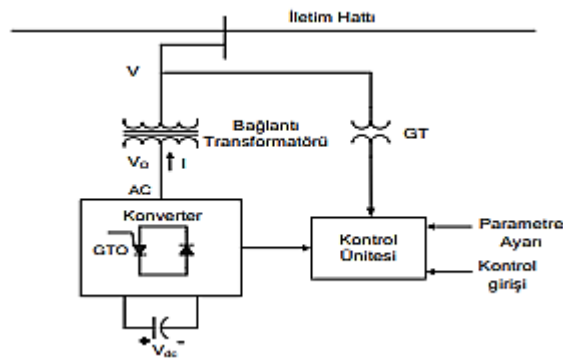 İletim Hattı
V
Bağlantı
Transformatörü
GT
V₀
I
AC
Konverter
GTO
Kontrol
Ünitesi
Parametre
Ayarı
Kontrol
girişi
+
-
Vdc